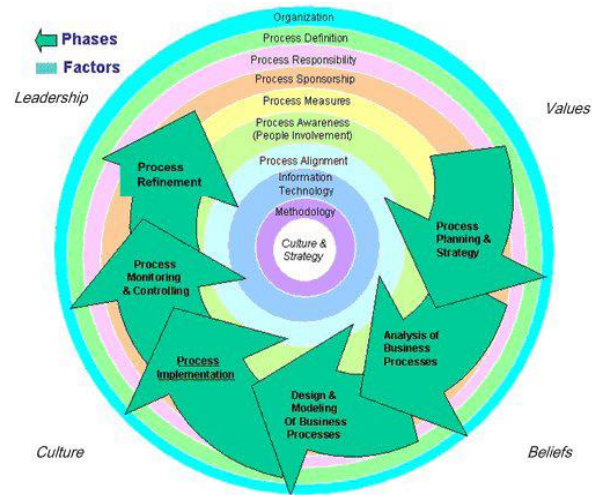 Phases
Factors
Leadership
Values
Organization
Process Definition
Process Responsibility
Process Sponsorship
Process Measures
Process Awareness
(People Involvement)
Process Alignment
Information
Technology
Methodology
Culture &
Strategy
Process
Planning &
Strategy
Analysis of
Business
Processes
Design &
Modeling
Of Business
Processes
Process
Implementation
Process
Monitoring
& Controlling
Process
Refinement
Culture
Beliefs